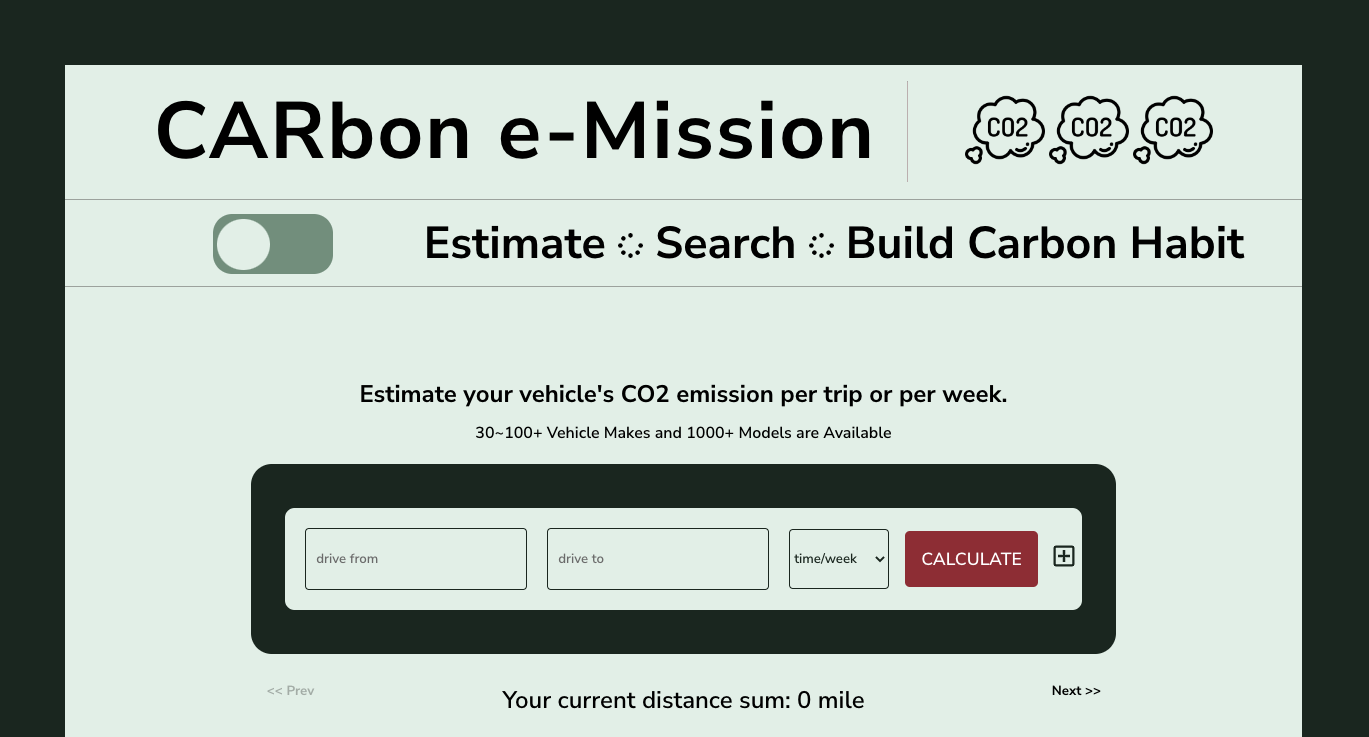 CARbon e-Mission
CO2 CO2 CO2
Estimate Search Build Carbon Habit
Estimate your vehicle's CO2 emission per trip or per week.
30~100+ Vehicle Makes and 1000+ Models are Available
drive from
drive to
time/week
CALCULATE
<< Prev
Your current distance sum: 0 mile
Next >>